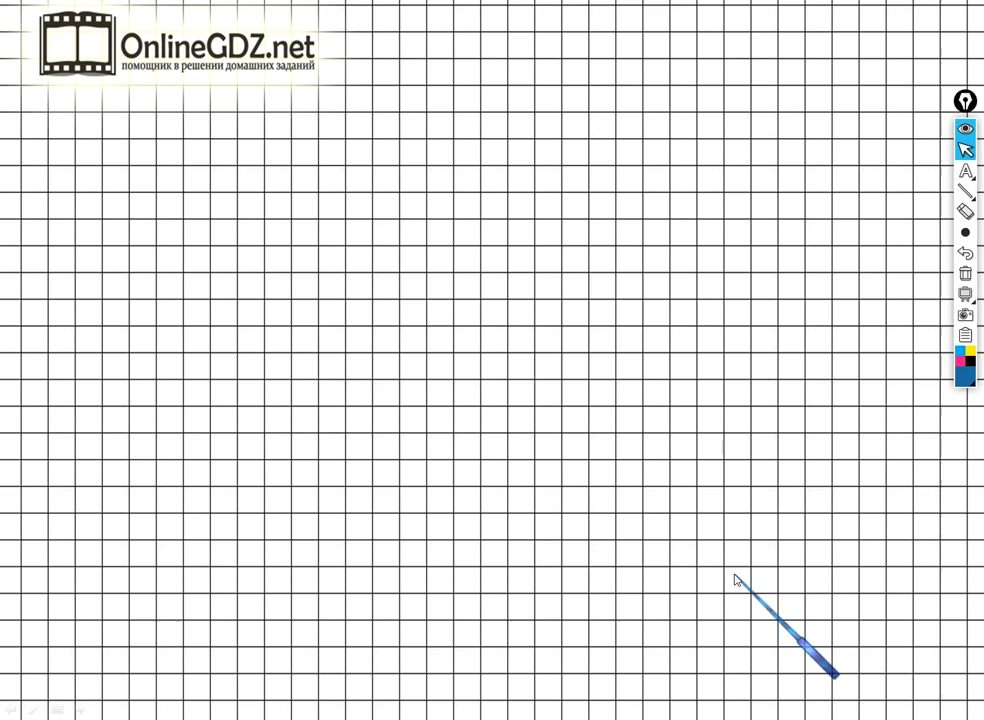 OnlineGDZ.net
помощник в решении домашних заданий
A